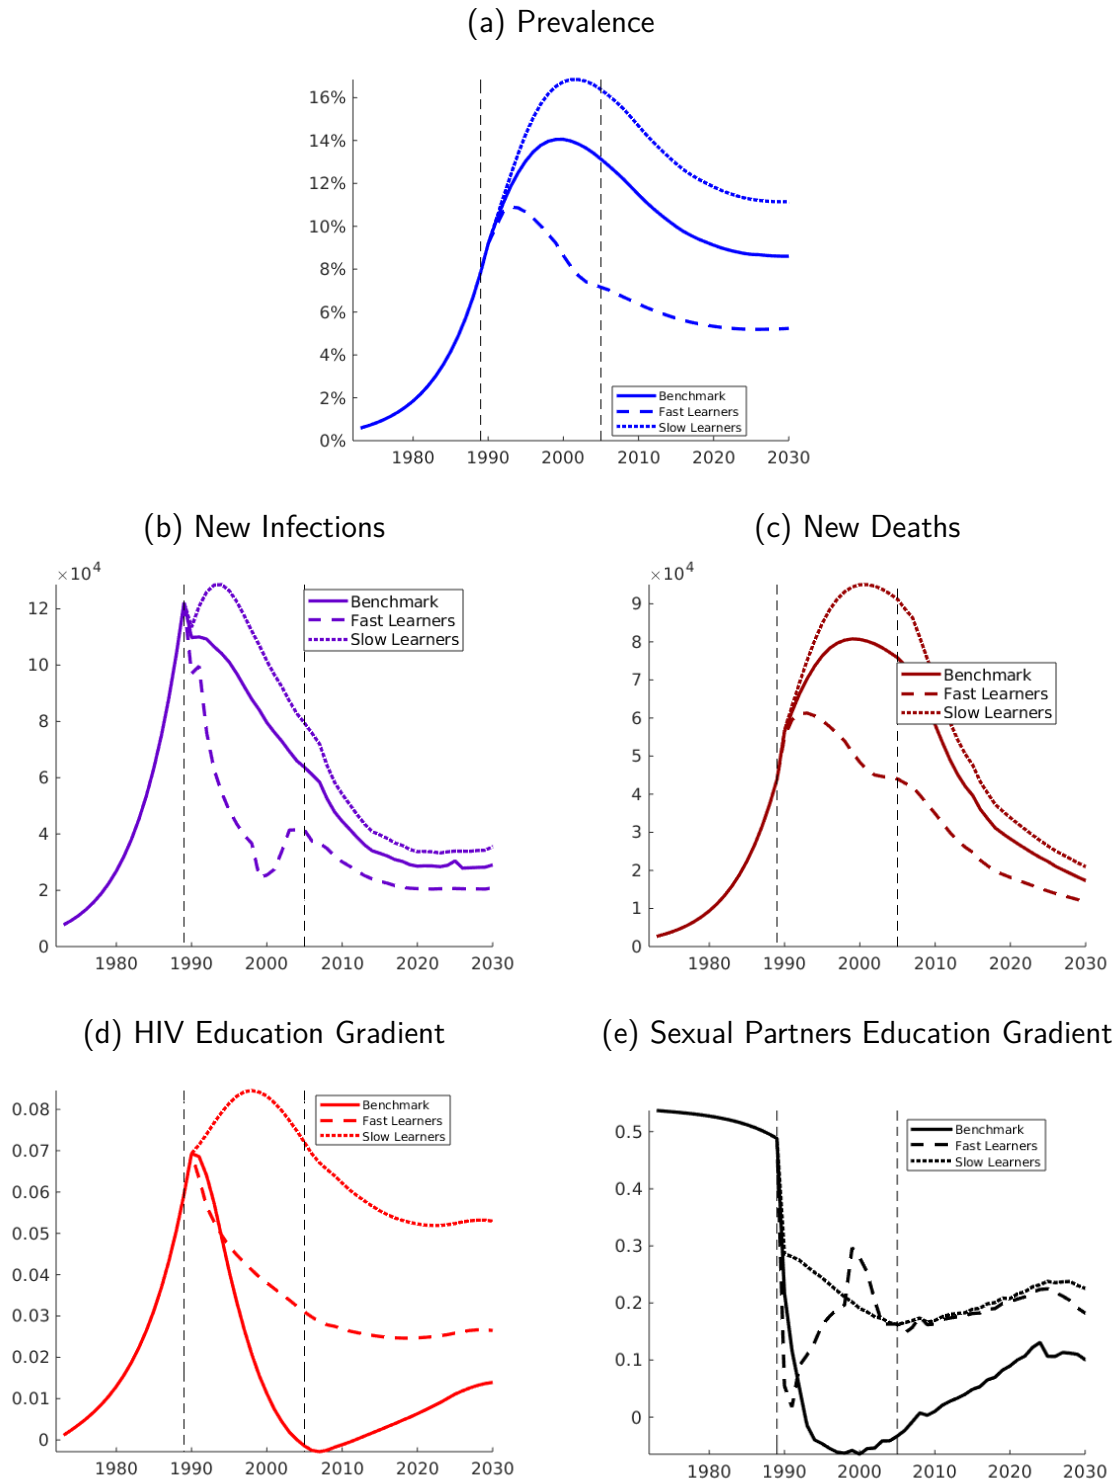 (a) Prevalence
16%
14%
12%
10%
8%
6%
4%
2%
0%
Benchmark
Fast Learners
Slow Learners
1980 1990 2000 2010 2020 2030
(b) New Infections
×10⁴
12
10
8
6
4
2
0
Benchmark
Fast Learners
Slow Learners
1980 1990 2000 2010 2020 2030
(c) New Deaths
×10⁴
9
8
7
6
5
4
3
2
1
0
Benchmark
Fast Learners
Slow Learners
1980 1990 2000 2010 2020 2030
(d) HIV Education Gradient
0.08
0.07
0.06
0.05
0.04
0.03
0.02
0.01
0
Benchmark
Fast Learners
Slow Learners
1980 1990 2000 2010 2020 2030
(e) Sexual Partners Education Gradient
0.5
0.4
0.3
0.2
0.1
0
Benchmark
Fast Learners
Slow Learners
1980 1990 2000 2010 2020 2030